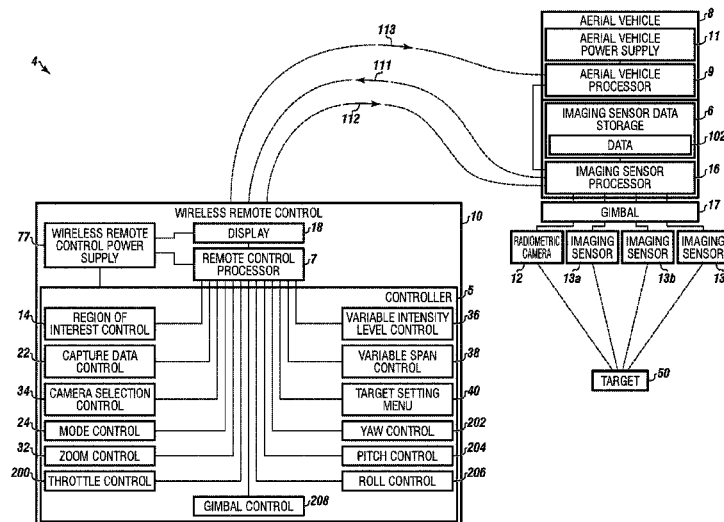 4
113
111
112
AERIAL VEHICLE
8
AERIAL VEHICLE
POWER SUPPLY
11
AERIAL VEHICLE
PROCESSOR
9
IMAGING SENSOR DATA
STORAGE
6
DATA
102
IMAGING SENSOR
PROCESSOR
16
GIMBAL
17
RADIOMETRIC
CAMERA
12
IMAGING
SENSOR
13a
IMAGING
SENSOR
13b
IMAGING
SENSOR
13
TARGET
50
WIRELESS REMOTE CONTROL
10
77
WIRELESS REMOTE
CONTROL POWER
SUPPLY
DISPLAY
18
REMOTE CONTROL
PROCESSOR
7
CONTROLLER
5
14
REGION OF
INTEREST CONTROL
VARIABLE INTENSITY
LEVEL CONTROL
36
22
CAPTURE DATA
CONTROL
VARIABLE SPAN
CONTROL
38
34
CAMERA SELECTION
CONTROL
TARGET SETTING
MENU
40
24
MODE CONTROL
YAW CONTROL
202
32
ZOOM CONTROL
PITCH CONTROL
204
200
THROTTLE CONTROL
ROLL CONTROL
206
GIMBAL CONTROL
208